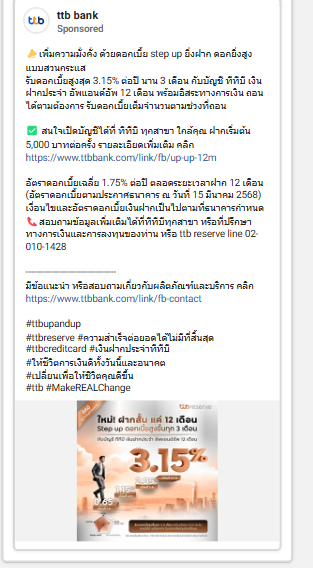 ttb bank
Sponsored
👉 เพิ่มความมั่งคั่ง ด้วยดอกเบี้ย step up ยิ่งฝาก ดอกยิ่งสูง
แบบสวนกระแส
รับดอกเบี้ยสูงสุด 3.15% ต่อปี นาน 3 เดือน กับบัญชี ทีทีบี เงิน
ฝากประจำ อัพแอนด์อัพ 12 เดือน พร้อมอิสระทางการเงิน ถอน
ได้ตามต้องการ รับดอกเบี้ยเต็มจำนวนตามช่วงที่ถอน
✅ สนใจเปิดบัญชีได้ที่ ทีทีบี ทุกสาขา ใกล้คุณ ฝากเริ่มต้น
5,000 บาทต่อครั้ง รายละเอียดเพิ่มเติม คลิก
https://www.ttbbank.com/link/fb/up-up-12m
อัตราดอกเบี้ยเฉลี่ย 1.75% ต่อปี ตลอดระยะเวลาฝาก 12 เดือน
(อัตราดอกเบี้ยตามประกาศธนาคาร ณ วันที่ 15 มีนาคม 2568)
เงื่อนไขและอัตราดอกเบี้ยเงินฝากเป็นไปตามที่ธนาคารกำหนด
📞 สอบถามข้อมูลเพิ่มเติมได้ที่ทีทีบีทุกสาขา หรือที่ปรึกษา
ทางการเงินและการลงทุนของท่าน หรือ ttb reserve line 02-
010-1428
------------------------------
มีข้อแนะนำ หรือสอบถามเกี่ยวกับผลิตภัณฑ์และบริการ คลิก
https://www.ttbbank.com/link/fb-contact
#ttbupandup
#ttbreserve #ความสำเร็จต่อยอดได้ไม่มีที่สิ้นสุด
#ttbcreditcard #เงินฝากประจำทีทีบี
#ให้ชีวิตการเงินดีทั้งวันนี้และอนาคต
#เปลี่ยนเพื่อให้ชีวิตคุณดีขึ้น
#ttb #MakeREALChange
ttb reserve
ใหม่! ฝากสั้น แค่ 12 เดือน
Step up ดอกเบี้ยสูงขึ้นทุก 3 เดือน
กับบัญชี ทีทีบี เงินฝากประจำ อัพแอนด์อัพ 12 เดือน
3.15%